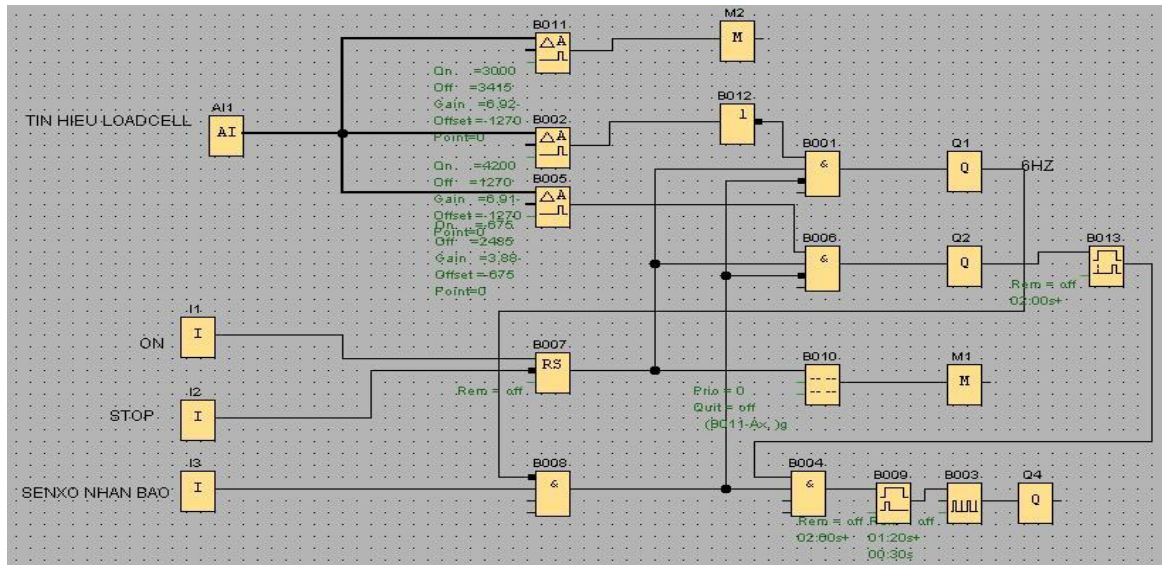 B011
M2
M
On =3000
Off =3415
Gain =6,92-
Offset=-1270
Point=0
AI1
AI
TIN HIEU LOADCELL
B002
B012
1
On =4200
Off =1270
Gain =6,91-
Offset=-1270
Point=0
B001
&
Q1
Q
6HZ
B005
On =-675
Off =2485
Gain =3,88-
Offset=-675
Point=0
B006
&
Q2
Q
B013
Rem = off
02:00s+
I1
I
ON
B007
RS
Rem = off
B010
Prio = 0
Quit = off
(B011-Ax, )g
M1
M
I2
I
STOP
I3
I
SENXO NHAN BAO
B008
&
B004
&
B009
B003
Q4
Q
Rem = off
01:20s+
00:30s